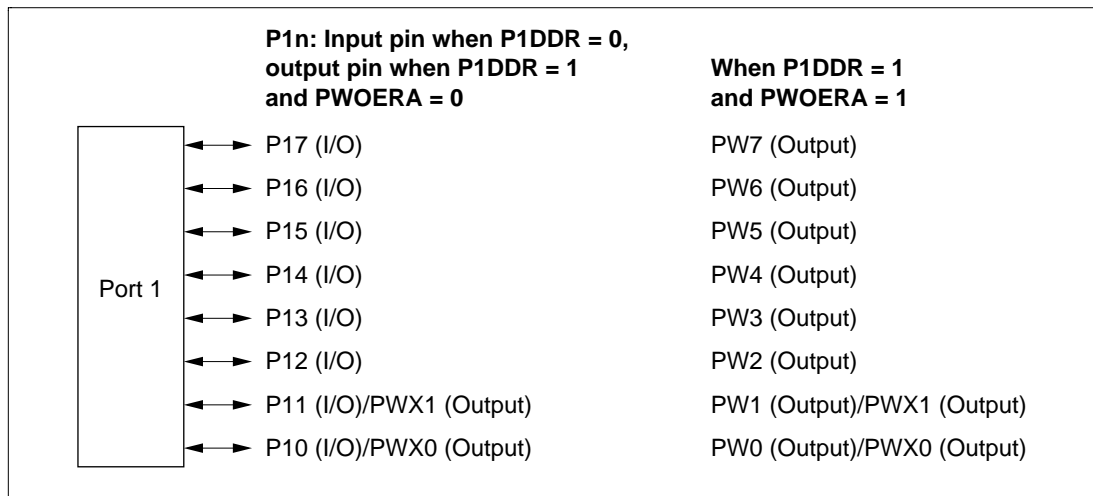 P1n: Input pin when P1DDR = 0,
output pin when P1DDR = 1
and PWOERA = 0
When P1DDR = 1
and PWOERA = 1
Port 1
P17 (I/O) PW7 (Output)
P16 (I/O) PW6 (Output)
P15 (I/O) PW5 (Output)
P14 (I/O) PW4 (Output)
P13 (I/O) PW3 (Output)
P12 (I/O) PW2 (Output)
P11 (I/O)/PWX1 (Output) PW1 (Output)/PWX1 (Output)
P10 (I/O)/PWX0 (Output) PW0 (Output)/PWX0 (Output)